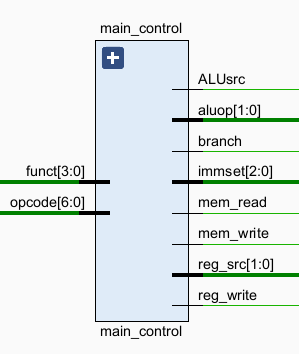 main_control
ALUsrc
aluop[1:0]
branch
funct[3:0]
immset[2:0]
opcode[6:0]
mem_read
mem_write
reg_src[1:0]
reg_write
main_control